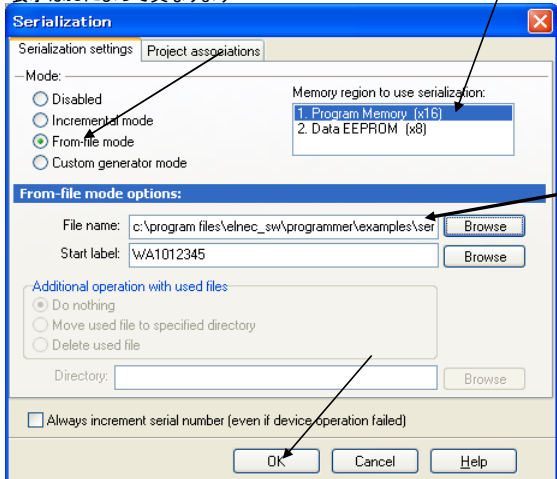 Serialization
Serialization settings
Project associations
Mode:
Disabled
Incremental mode
From-file mode
Custom generator mode
Memory region to use serialization:
1. Program Memory (x16)
2. Data EEPROM (x8)
From-file mode options:
File name: c:\program files\elnec_sw\programmer\examples\ser Browse
Start label: WA1012345 Browse
Additional operation with used files
Do nothing
Move used file to specified directory
Delete used file
Directory: Browse
Always increment serial number (even if device operation failed)
OK Cancel Help